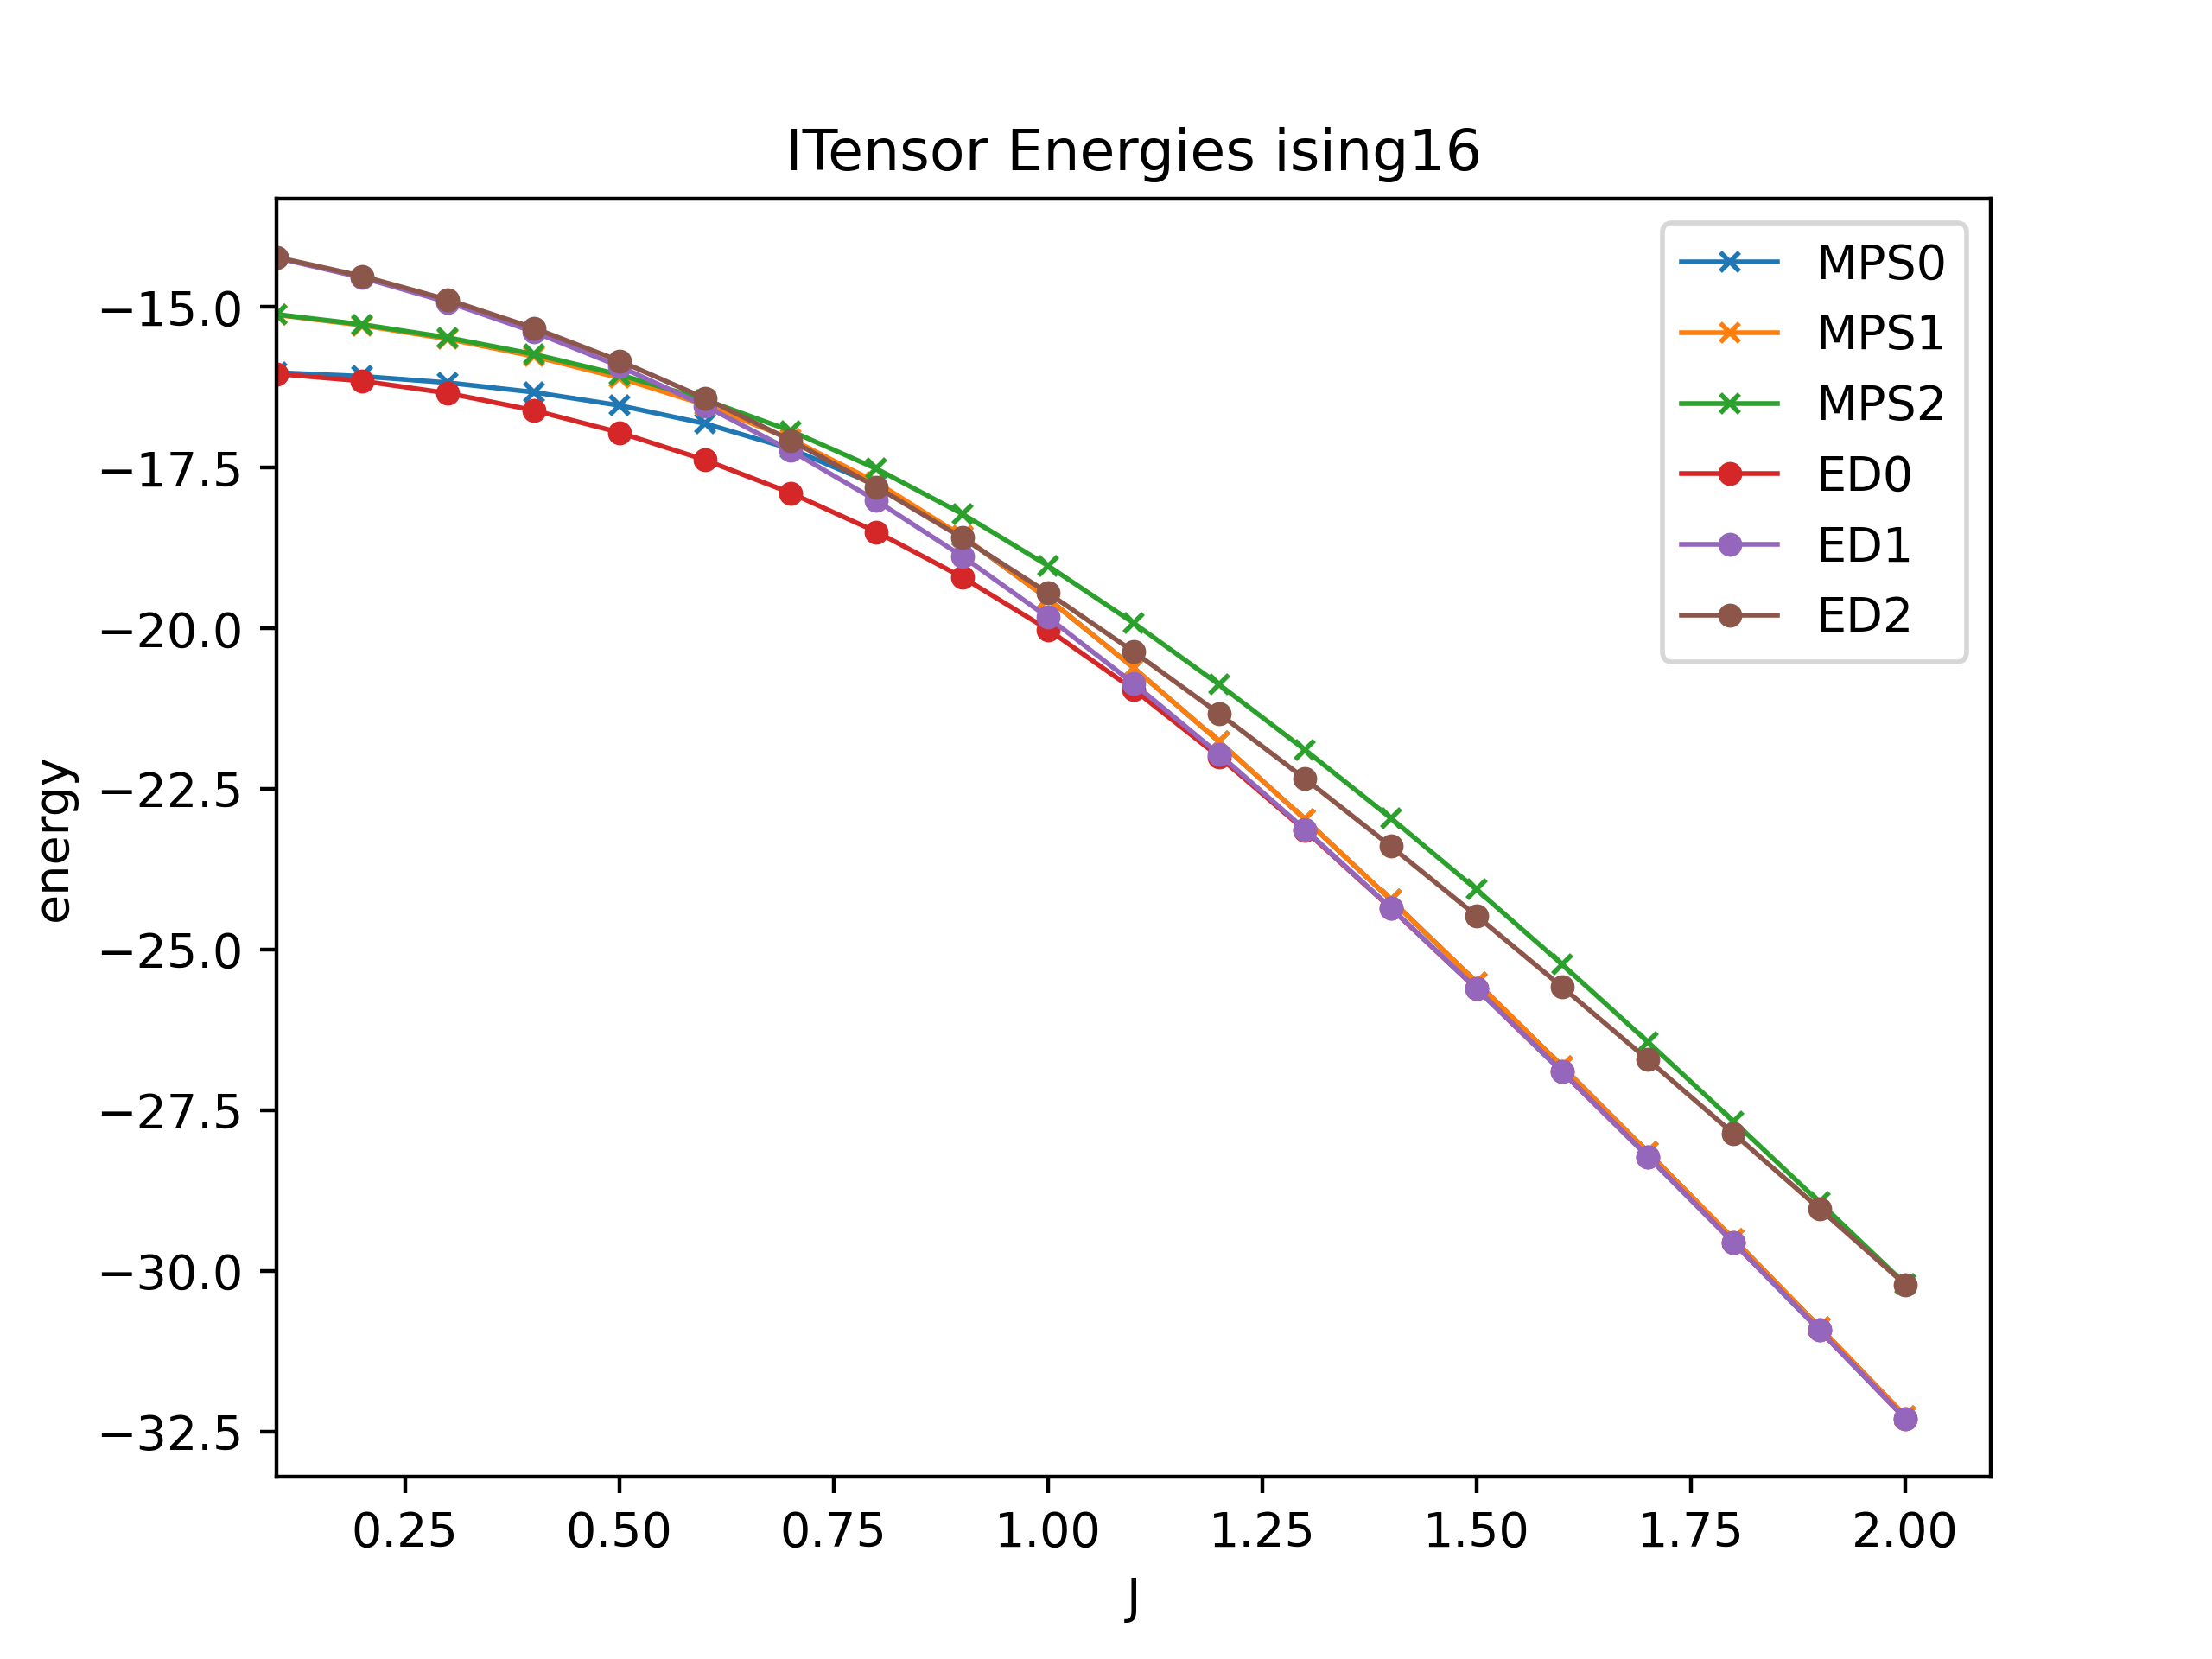 ITensor Energies ising16
MPS0
MPS1
MPS2
ED0
ED1
ED2
energy
−15.0
−17.5
−20.0
−22.5
−25.0
−27.5
−30.0
−32.5
0.25 0.50 0.75 1.00 1.25 1.50 1.75 2.00
J